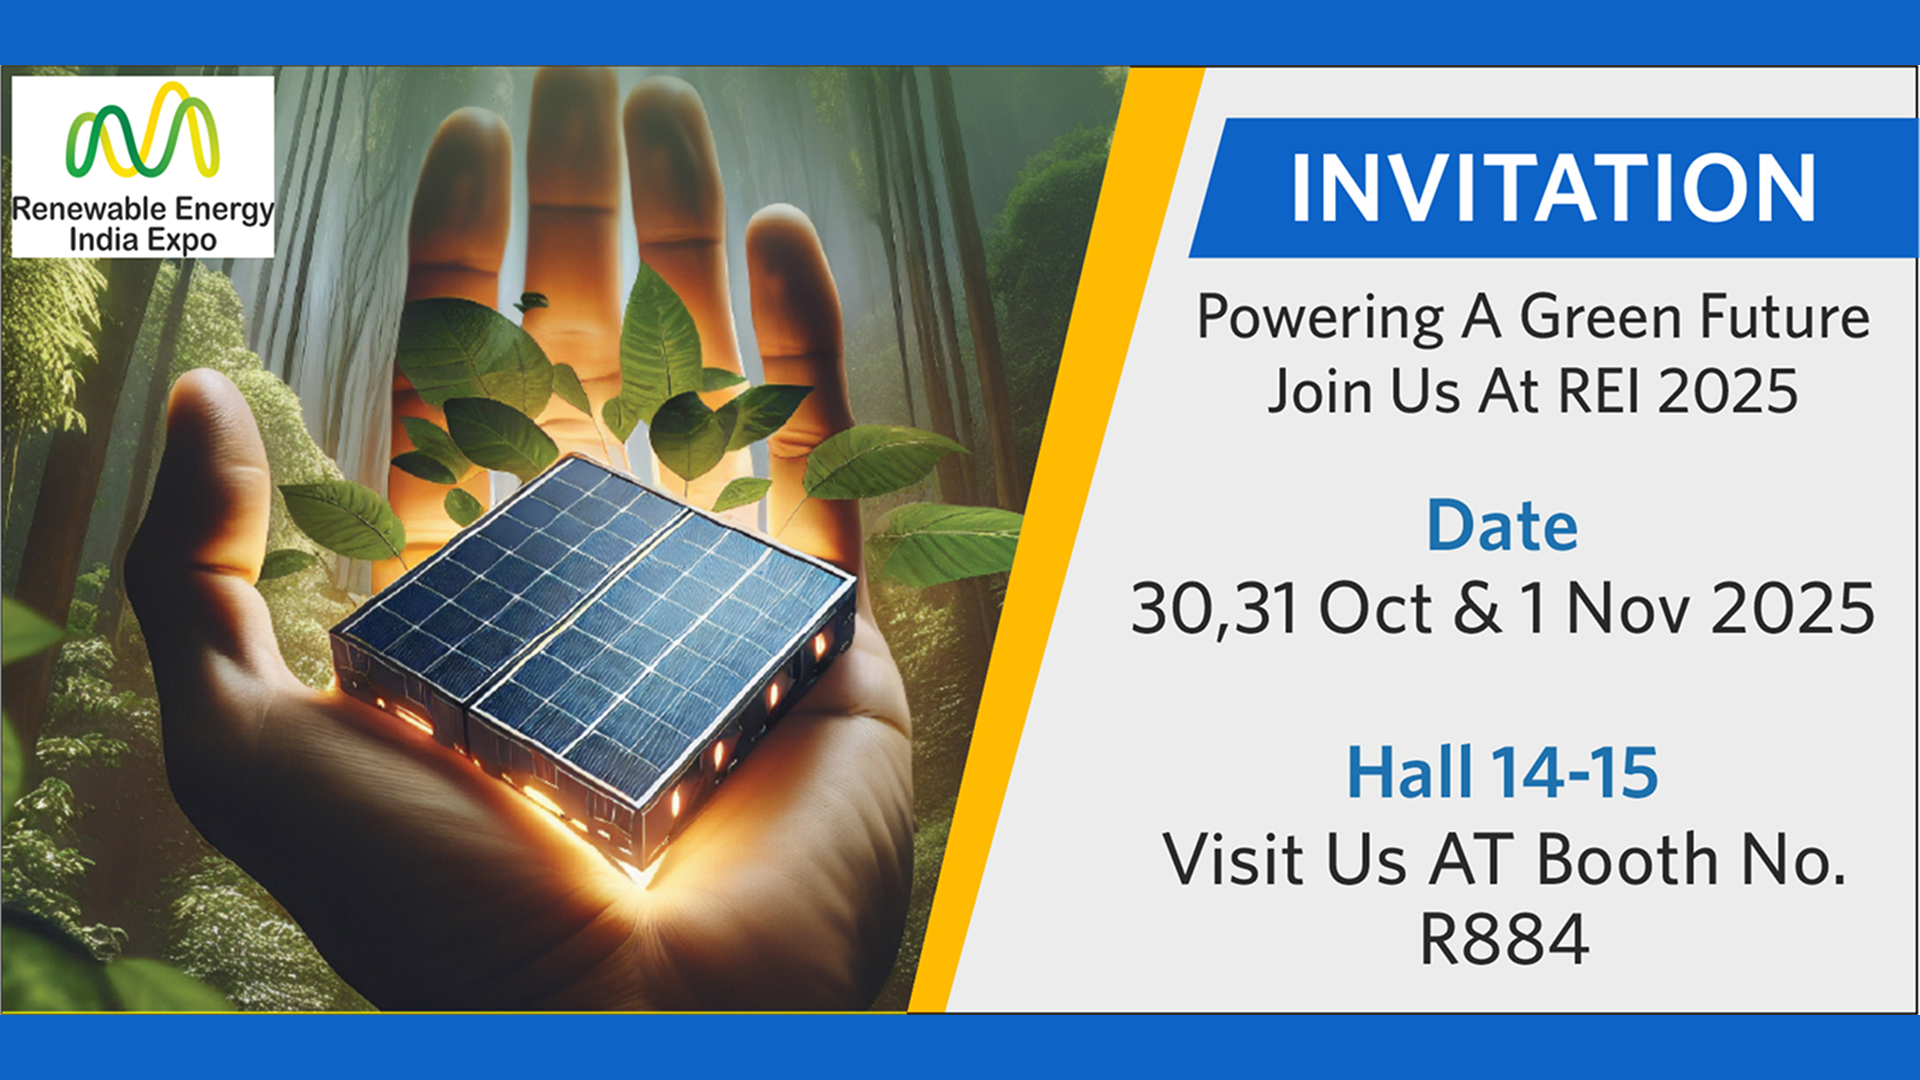 Renewable Energy
India Expo
INVITATION
Powering A Green Future
Join Us At REI 2025
Date
30,31 Oct & 1 Nov 2025
Hall 14-15
Visit Us AT Booth No.
R884